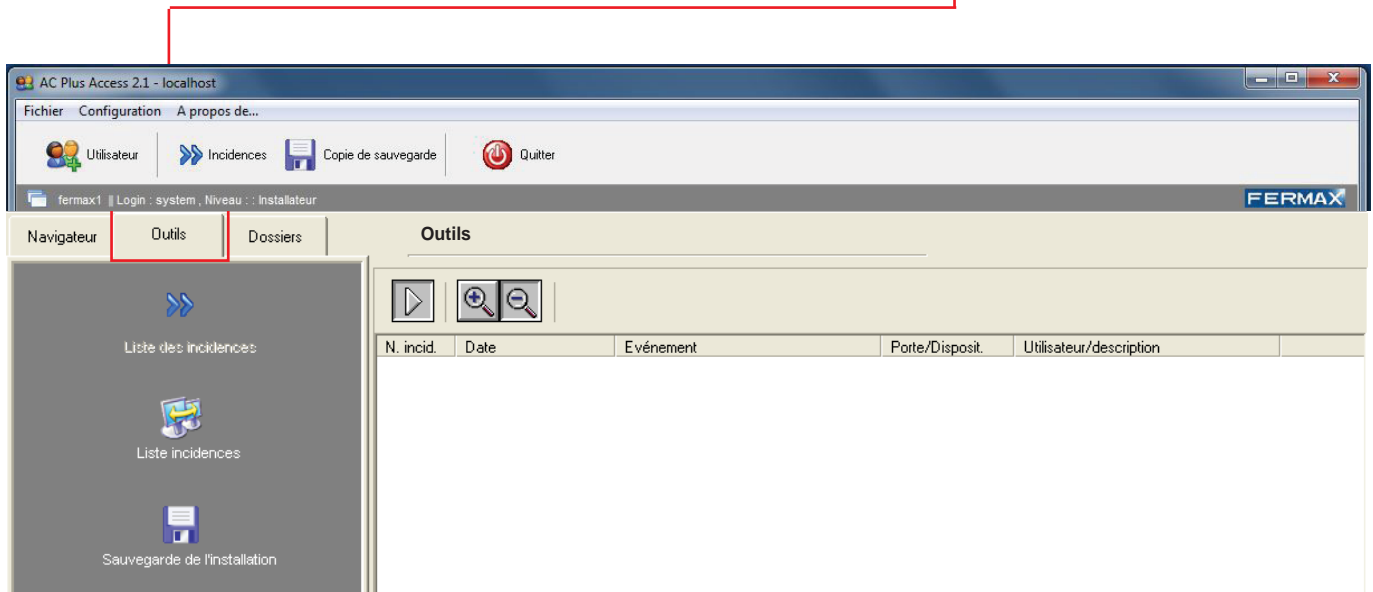 AC Plus Access 2.1 - localhost
Fichier Configuration A propos de...
Utilisateur Incidences Copie de sauvegarde Quitter
fermax1 || Login : system , Niveau : : Installateur FERMAX
Navigateur Outils Dossiers Outils
Liste des incidences
N. incid. Date Evénement Porte/Disposit. Utilisateur/description
Liste incidences
Sauvegarde de l'installation